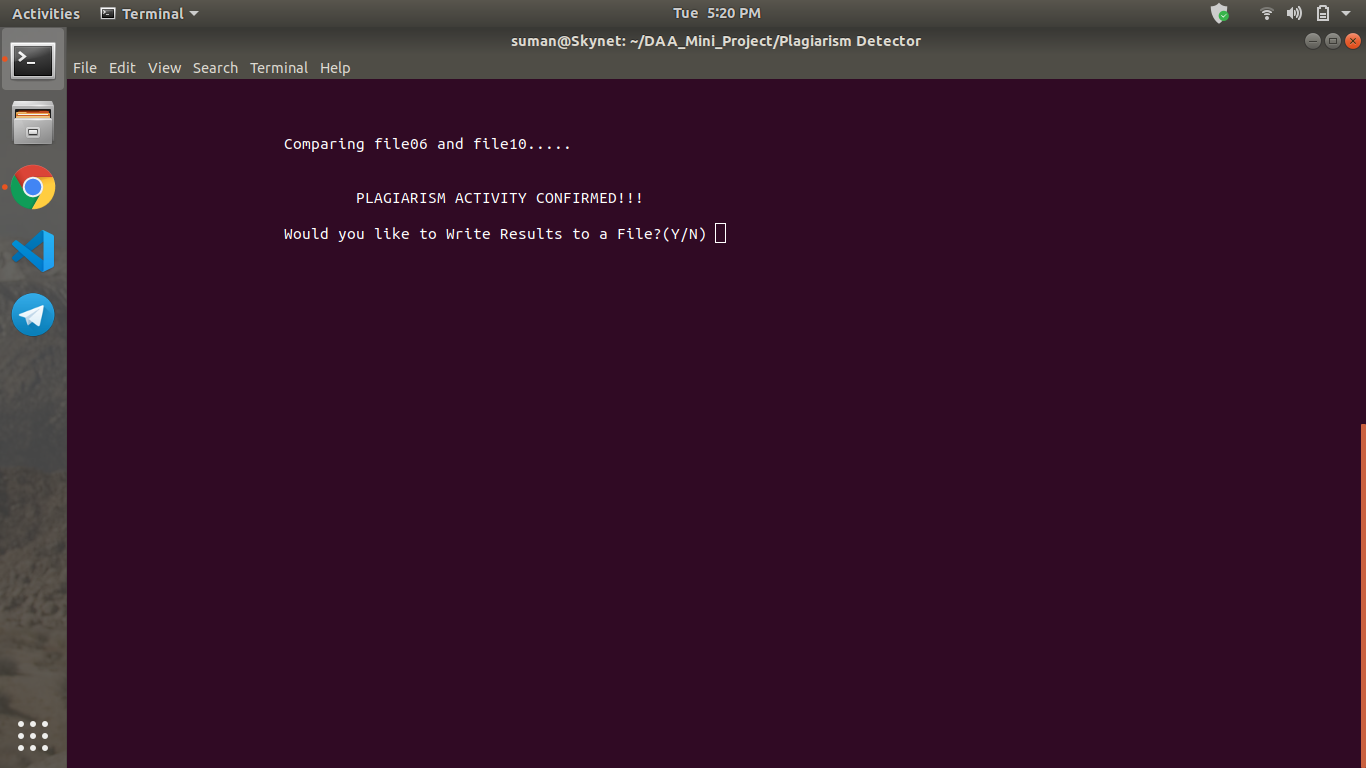 Activities Terminal Tue 5:20 PM
suman@Skynet: ~/DAA_Mini_Project/Plagiarism Detector
File Edit View Search Terminal Help
Comparing file06 and file10.....
PLAGIARISM ACTIVITY CONFIRMED!!!
Would you like to Write Results to a File?(Y/N)